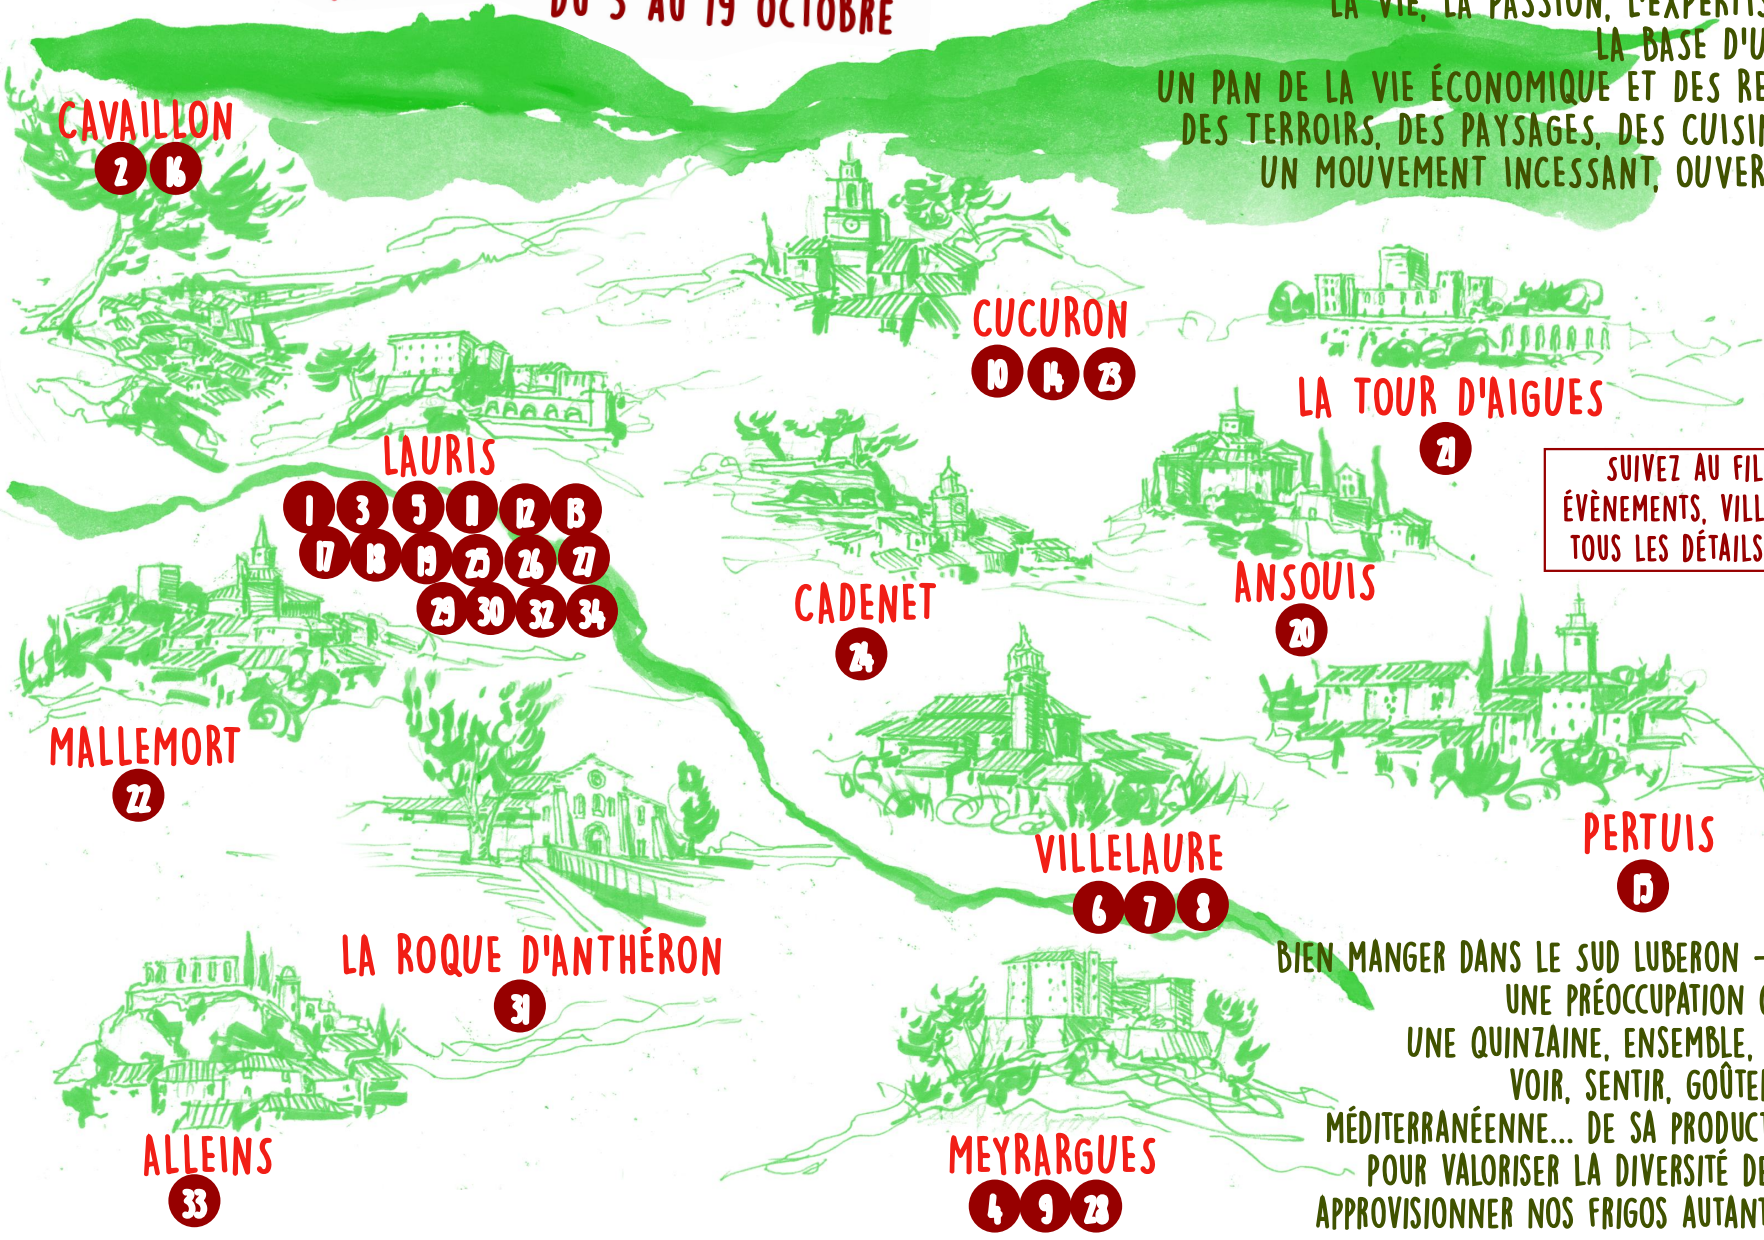 DU 5 AU 19 OCTOBRE
LA VIE, LA PASSION,
LA BASE D'U
UN PAN DE LA VIE ÉCONOMIQUE ET DES RE
DES TERROIRS, DES PAYSAGES, DES CUISI
UN MOUVEMENT INCESSANT, OUVER
CAVAILLON
2 16
CUCURON
10 14 23
LA TOUR D'AIGUES
21
SUIVEZ AU FIL
ÉVÈNEMENTS, VILL
TOUS LES DÉTAILS
LAURIS
1 3 5 11 12 13
17 18 19 25 26 27
29 30 32 34
CADENET
24
ANSOUIS
20
MALLEMORT
22
VILLELAURE
6 7 8
PERTUIS
15
LA ROQUE D'ANTHÉRON
31
BIEN MANGER DANS LE SUD LUBERON -
UNE PRÉOCCUPATION
UNE QUINZAINE, ENSEMBLE,
VOIR, SENTIR, GOÛTE
MÉDITERRANÉENNE... DE SA PRODUCT
POUR VALORISER LA DIVERSITÉ DE
APPROVISIONNER NOS FRIGOS AUTANT
ALLEINS
33
MEYRARGUES
4 9 28